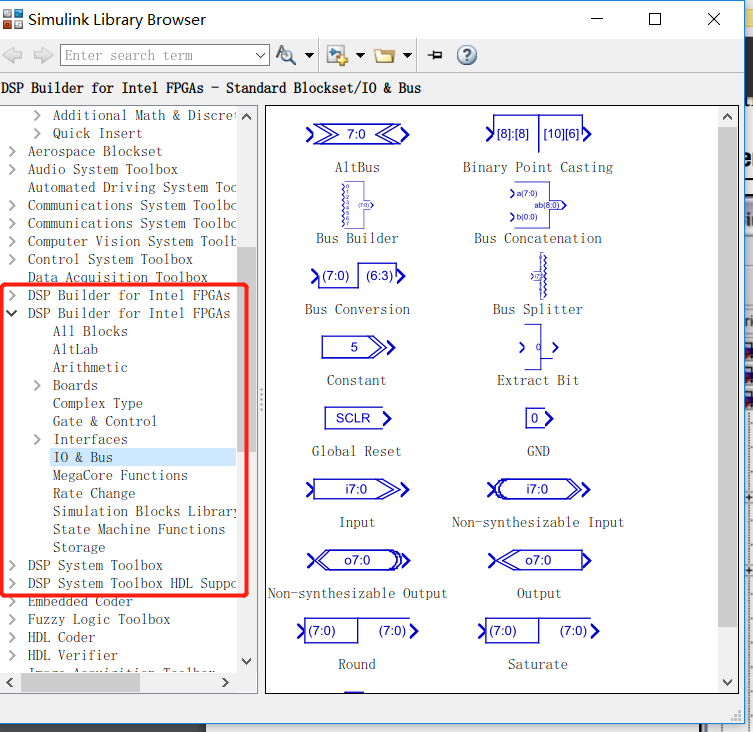 Simulink Library Browser
Enter search term
DSP Builder for Intel FPGAs - Standard Blockset/IO & Bus
Additional Math & Discret
Quick Insert
Aerospace Blockset
Audio System Toolbox
Automated Driving System Too
Communications System Toolbo
Communications System Toolbo
Computer Vision System Toolb
Control System Toolbox
Data Acquisition Toolbox
DSP Builder for Intel FPGAs
DSP Builder for Intel FPGAs
All Blocks
AltLab
Arithmetic
Boards
Complex Type
Gate & Control
Interfaces
IO & Bus
MegaCore Functions
Rate Change
Simulation Blocks Library
State Machine Functions
Storage
DSP System Toolbox
DSP System Toolbox HDL Suppo
Embedded Coder
Fuzzy Logic Toolbox
HDL Coder
HDL Verifier
Image Acquisition Toolbox
7:0
[8]:[8] [10][6]
AltBus
Binary Point Casting
(7:0)
a(7:0)
ab(8:0)
b(0:0)
Bus Builder
Bus Concatenation
(7:0) (6:3)
Bus Conversion
Bus Splitter
5
0
Constant
Extract Bit
SCLR
0
Global Reset
GND
i7:0
i7:0
Input
Non-synthesizable Input
o7:0
o7:0
Non-synthesizable Output
Output
(7:0) (7:0)
(7:0) (7:0)
Round
Saturate